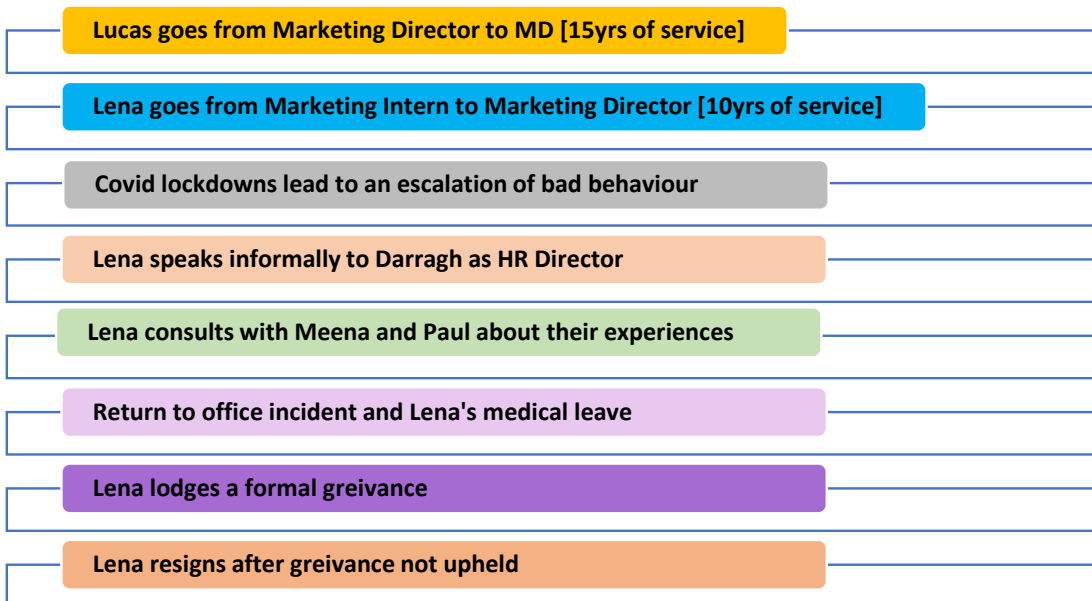 Lucas goes from Marketing Director to MD [15yrs of service]
Lena goes from Marketing Intern to Marketing Director [10yrs of service]
Covid lockdowns lead to an escalation of bad behaviour
Lena speaks informally to Darragh as HR Director
Lena consults with Meena and Paul about their experiences
Return to office incident and Lena's medical leave
Lena lodges a formal greivance
Lena resigns after greivance not upheld